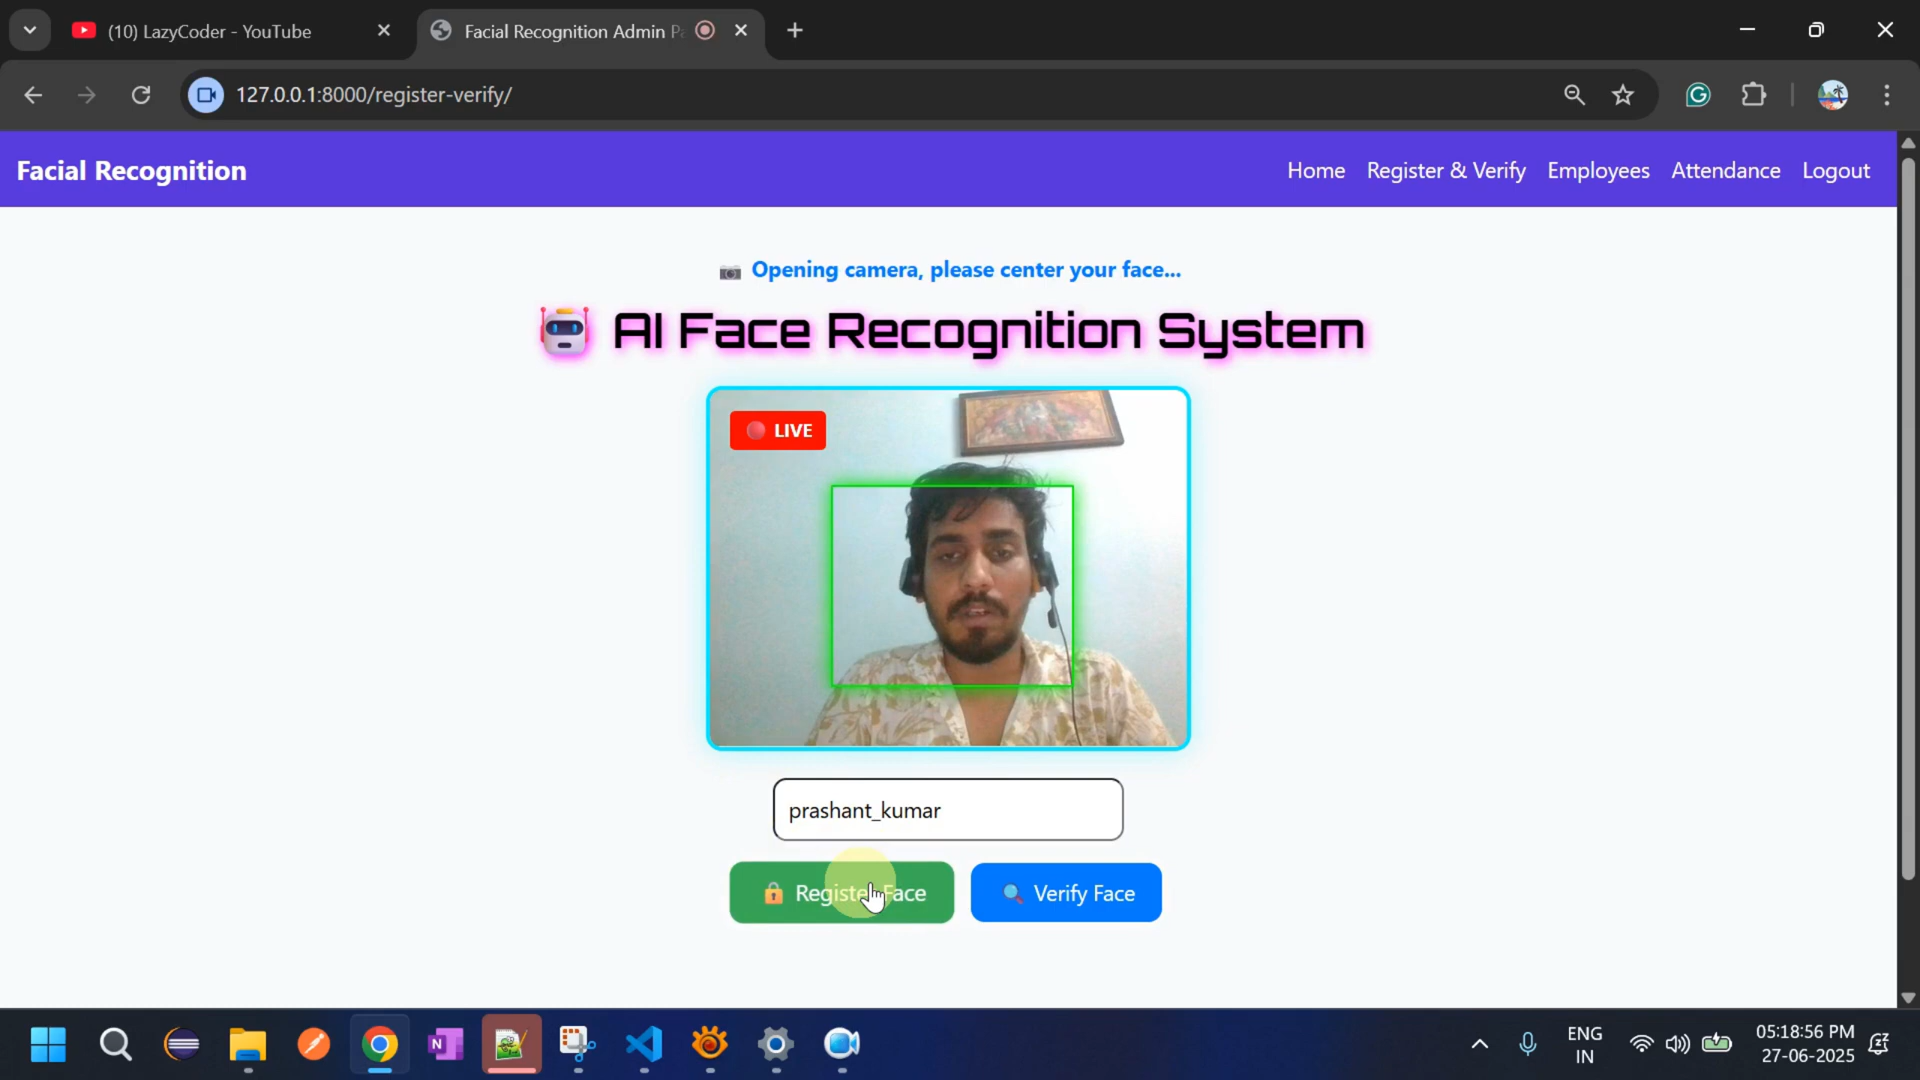 (10) LazyCoder - YouTube
Facial Recognition Admin Pa
127.0.0.1:8000/register-verify/
Facial Recognition
Home
Register & Verify
Employees
Attendance
Logout
Opening camera, please center your face...
AI Face Recognition System
LIVE
prashant_kumar
Register Face
Verify Face
ENG
IN
05:18:56 PM
27-06-2025